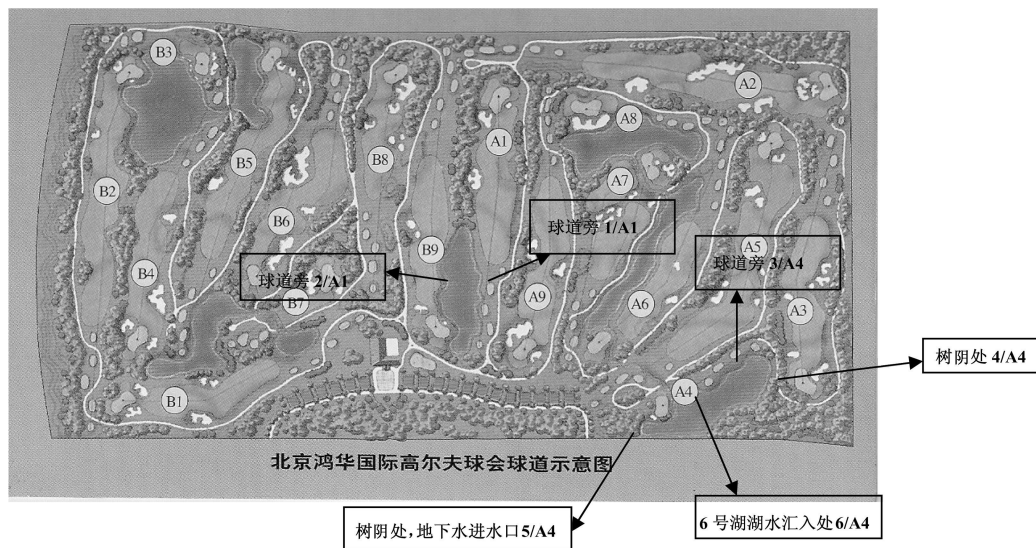 B3
A2
A8
A1
B8
B5
A7
B2
球道旁 1/A1
B6
A5
B9
球道旁 3/A4
球道旁 2/A1
B4
A9
A6
B7
A3
树阴处 4/A4
A4
B1
北京鸿华国际高尔夫球会球道示意图
6 号湖湖水汇入处 6/A4
树阴处,地下水进水口 5/A4